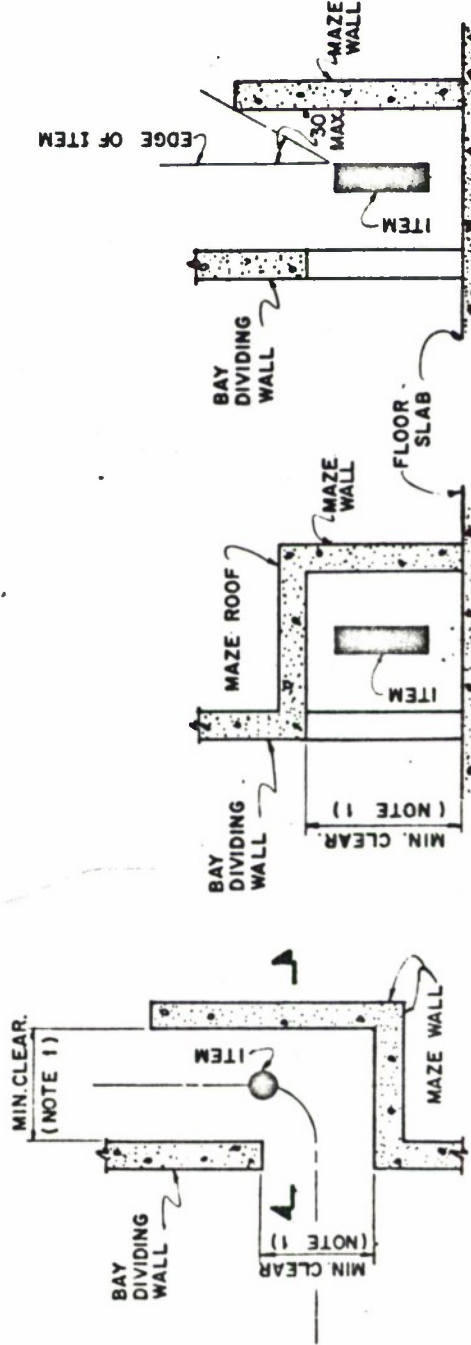 MIN. CLEAR.
(NOTE 1)
BAY
DIVIDING
WALL
ITEM
MIN. CLEAR
(NOTE 1)
MAZE WALL
BAY
DIVIDING
WALL
MAZE ROOF
MAZE
WALL
ITEM
MIN. CLEAR.
(NOTE 1)
FLOOR
SLAB
BAY
DIVIDING
WALL
ITEM
EDGE OF ITEM
30°
MAX.
MAZE
WALL